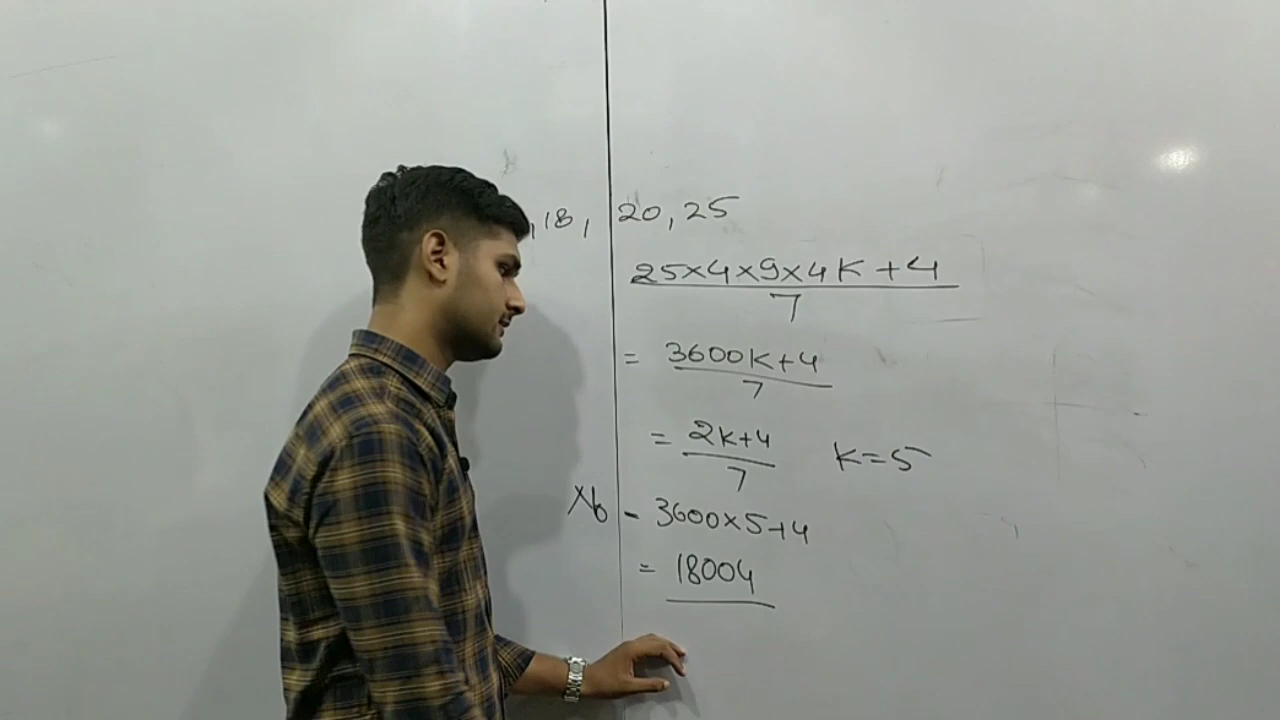 ,18, 20, 25
25×4×9×4K+4
7
= 3600K+4
7
= 2K+4
7
K=5
No - 3600×5+4
= 18004